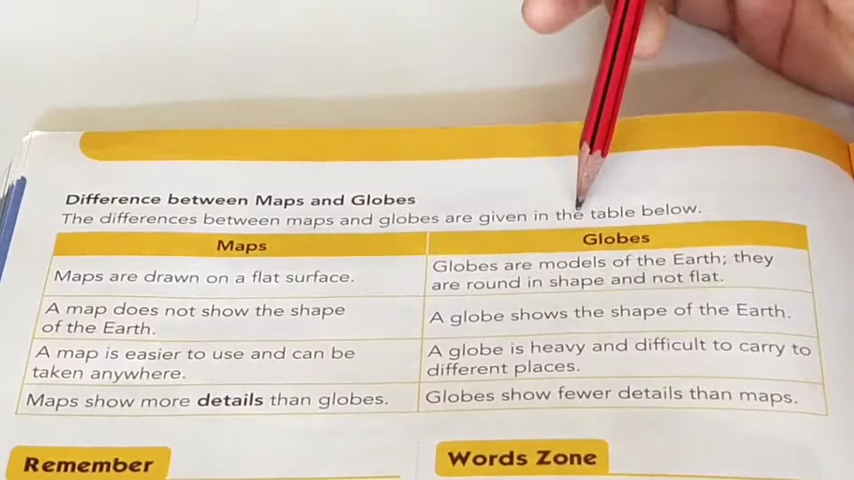 Difference between Maps and Globes
The differences between maps and globes are given in the table below.
Maps
Globes
Maps are drawn on a flat surface.
Globes are models of the Earth; they
are round in shape and not flat.
A map does not show the shape
of the Earth.
A globe shows the shape of the Earth.
A map is easier to use and can be
taken anywhere.
A globe is heavy and difficult to carry to
different places.
Maps show more details than globes.
Globes show fewer details than maps.
Remember
Words Zone